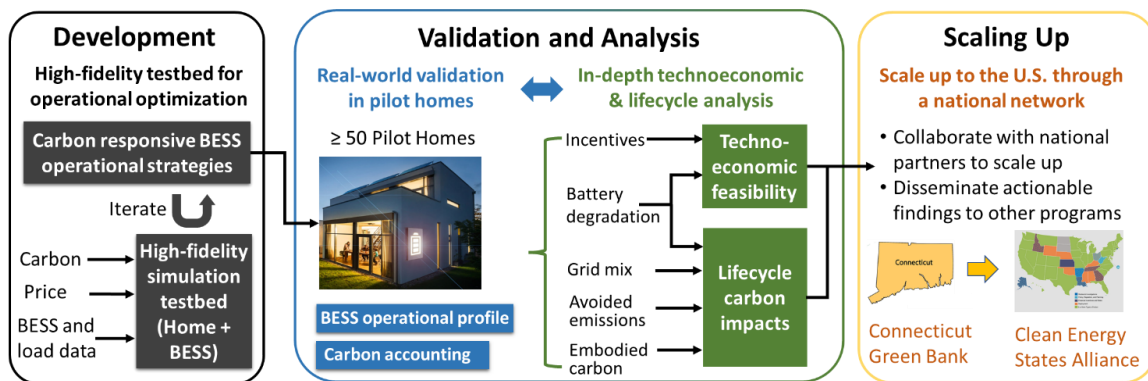 Development
High-fidelity testbed for
operational optimization
Carbon responsive BESS
operational strategies
Iterate
High-fidelity
simulation
testbed
(Home +
BESS)
Carbon
Price
BESS and
load data
Validation and Analysis
Real-world validation
in pilot homes
≥ 50 Pilot Homes
BESS operational profile
Carbon accounting
In-depth technoeconomic
& lifecycle analysis
Incentives
Battery
degradation
Grid mix
Avoided
emissions
Embodied
carbon
Techno-
economic
feasibility
Lifecycle
carbon
impacts
Scaling Up
Scale up to the U.S. through
a national network
• Collaborate with national
partners to scale up
• Disseminate actionable
findings to other programs
Connecticut
Connecticut
Green Bank
Clean Energy
States Alliance